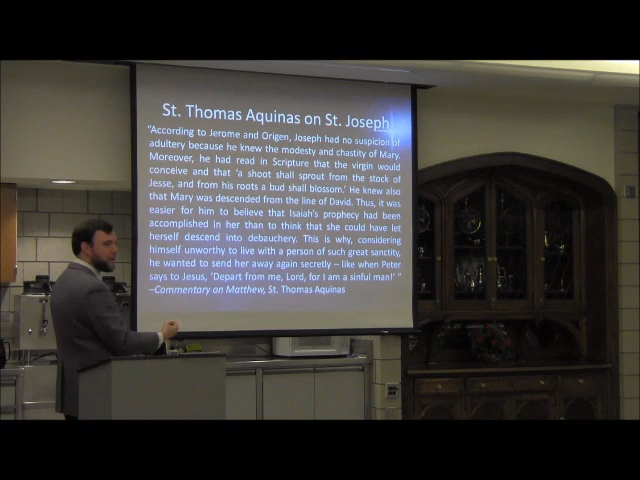 St. Thomas Aquinas on St. Joseph
"According to Jerome and Origen, Joseph had no suspicion of
adultery because he knew the modesty and chastity of Mary.
Moreover, he had read in Scripture that the virgin would
conceive and that 'a shoot shall sprout from the stock of
Jesse, and from his roots a bud shall blossom.' He knew also
that Mary was descended from the line of David. Thus, it was
easier for him to believe that Isaiah's prophecy had been
accomplished in her than to think that she could have let
herself descend into debauchery. This is why, considering
himself unworthy to live with a person of such great sanctity,
he wanted to send her away again secretly – like when Peter
says to Jesus, 'Depart from me, Lord, for I am a sinful man!' "
–Commentary on Matthew, St. Thomas Aquinas